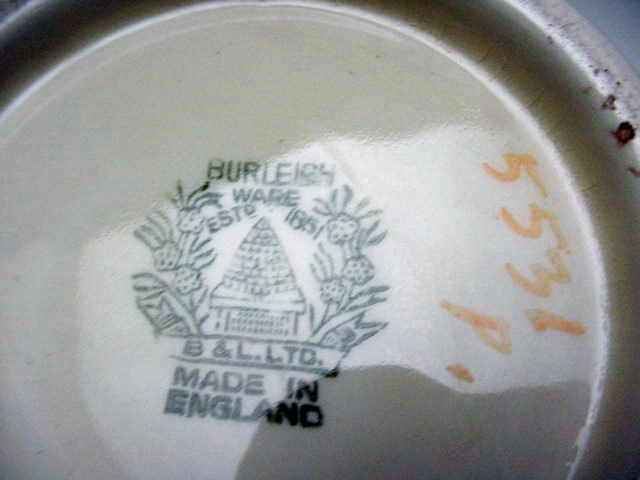 BURLEIGH
WARE
ESTD 1851
B & L. LTD.
MADE IN
ENGLAND